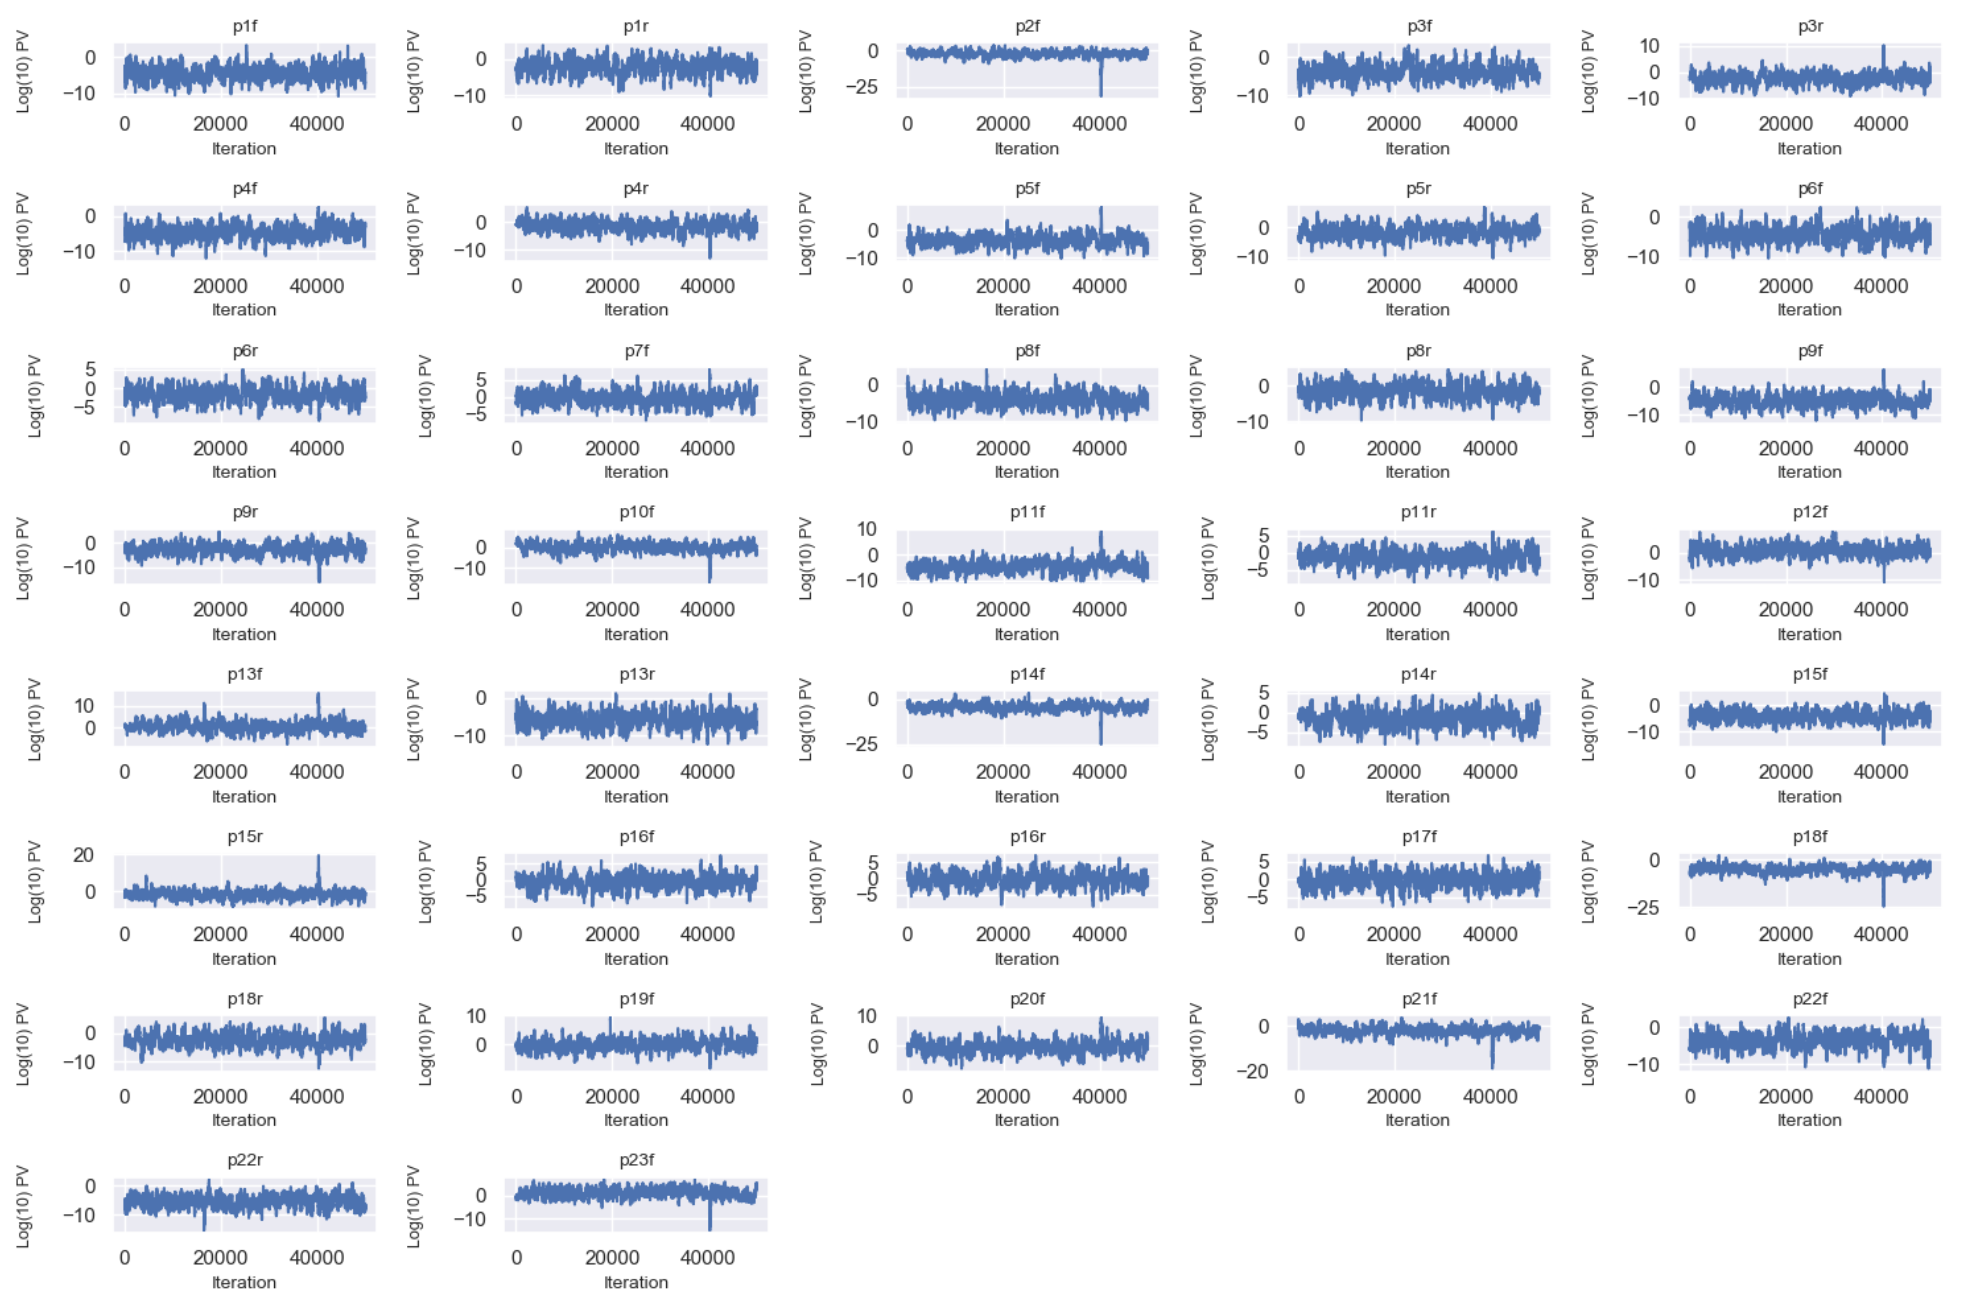 p1f p1r p2f p3f p3r
Log(10) PV Log(10) PV Log(10) PV Log(10) PV Log(10) PV
0 0 0 0 10
0
−10 −10 −25 −10 −10
0 20000 40000 0 20000 40000 0 20000 40000 0 20000 40000 0 20000 40000
Iteration Iteration Iteration Iteration Iteration
p4f p4r p5f p5r p6f
Log(10) PV Log(10) PV Log(10) PV Log(10) PV Log(10) PV
0 0 0 0 0
−10 −10 −10 −10 −10
0 20000 40000 0 20000 40000 0 20000 40000 0 20000 40000 0 20000 40000
Iteration Iteration Iteration Iteration Iteration
p6r p7f p8f p8r p9f
Log(10) PV Log(10) PV Log(10) PV Log(10) PV Log(10) PV
5 5 0 0 0
0 0
−5 −5 −10 −10 −10
0 20000 40000 0 20000 40000 0 20000 40000 0 20000 40000 0 20000 40000
Iteration Iteration Iteration Iteration Iteration
p9r p10f p11f p11r p12f
Log(10) PV Log(10) PV Log(10) PV Log(10) PV Log(10) PV
0 0 10 5 0
0 0
−10 −10 −10 −5 −10
0 20000 40000 0 20000 40000 0 20000 40000 0 20000 40000 0 20000 40000
Iteration Iteration Iteration Iteration Iteration
p13f p13r p14f p14r p15f
Log(10) PV Log(10) PV Log(10) PV Log(10) PV Log(10) PV
10 0 0 5 0
0
0 −10 −25 −5 −10
0 20000 40000 0 20000 40000 0 20000 40000 0 20000 40000 0 20000 40000
Iteration Iteration Iteration Iteration Iteration
p15r p16f p16r p17f p18f
Log(10) PV Log(10) PV Log(10) PV Log(10) PV Log(10) PV
20 5 5 5 0
0 0 0
0 −5 −5 −5 −25
0 20000 40000 0 20000 40000 0 20000 40000 0 20000 40000 0 20000 40000
Iteration Iteration Iteration Iteration Iteration
p18r p19f p20f p21f p22f
Log(10) PV Log(10) PV Log(10) PV Log(10) PV Log(10) PV
0 10 10 0 0
−10 0 0 −20 −10
0 20000 40000 0 20000 40000 0 20000 40000 0 20000 40000 0 20000 40000
Iteration Iteration Iteration Iteration Iteration
p22r p23f
Log(10) PV Log(10) PV
0 0
−10 −10
0 20000 40000 0 20000 40000
Iteration Iteration